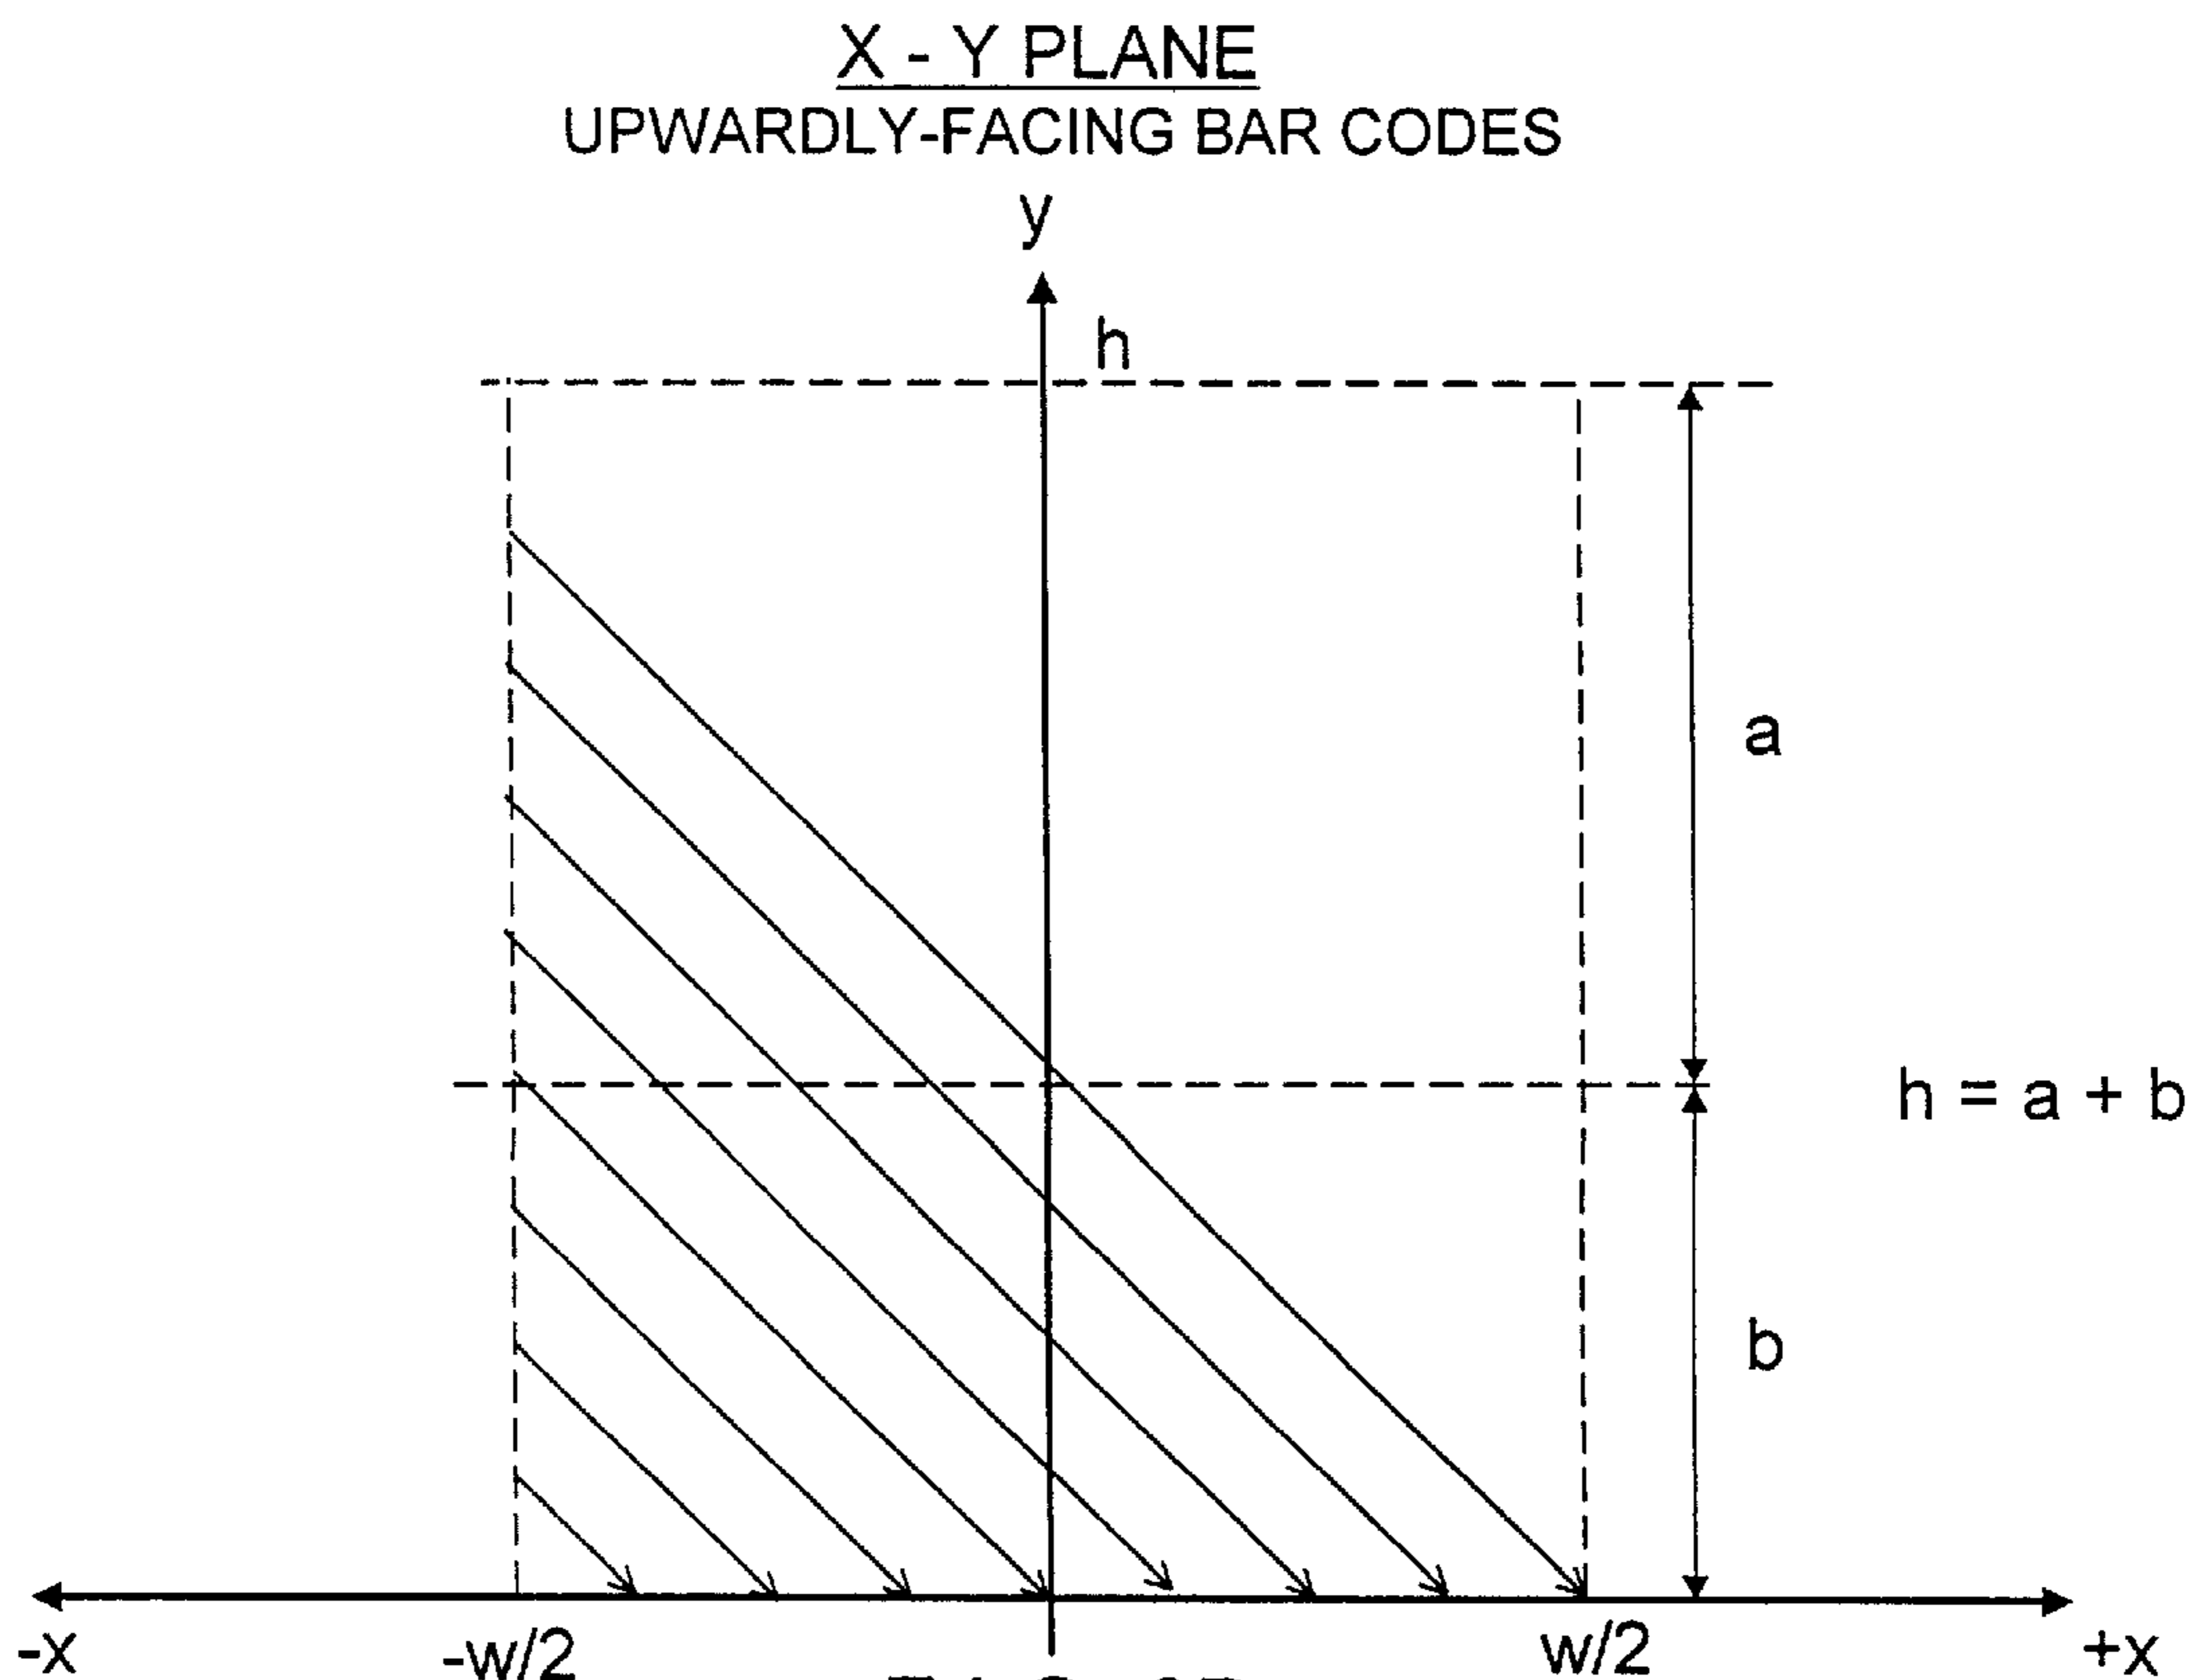 X - Y PLANE
UPWARDLY-FACING BAR CODES
y
h
a
h = a + b
b
-x
-w/2
w/2
+x